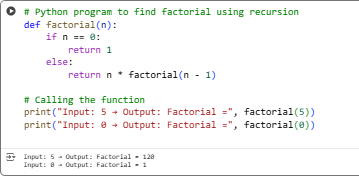 # Python program to find factorial using recursion
def factorial(n):
    if n == 0:
        return 1
    else:
        return n * factorial(n - 1)
# Calling the function
print("Input: 5 → Output: Factorial =", factorial(5))
print("Input: 0 → Output: Factorial =", factorial(0))
Input: 5 → Output: Factorial = 120
Input: 0 → Output: Factorial = 1